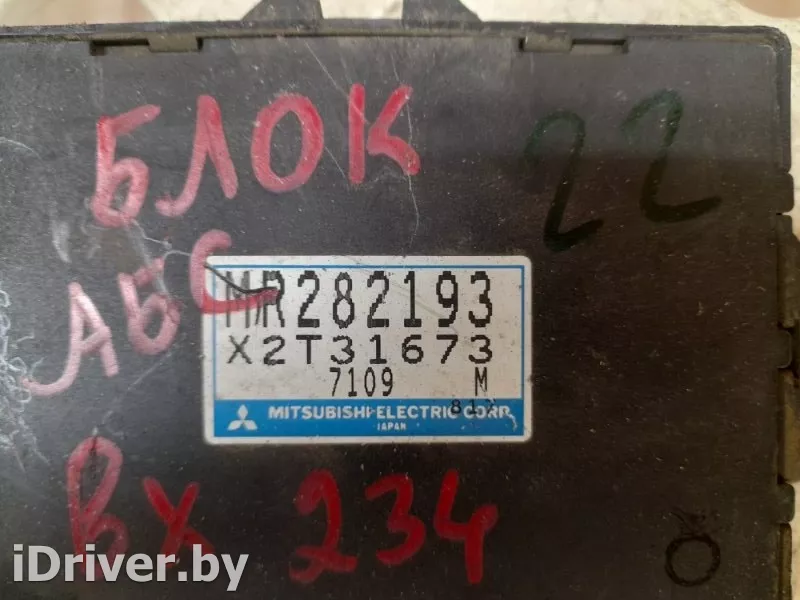 БЛОК
22
АБС
MR282193
X2T31673
7109 M
MITSUBISHI ELECTRIC CORP.
JAPAN
ВХ 234
iDriver.by